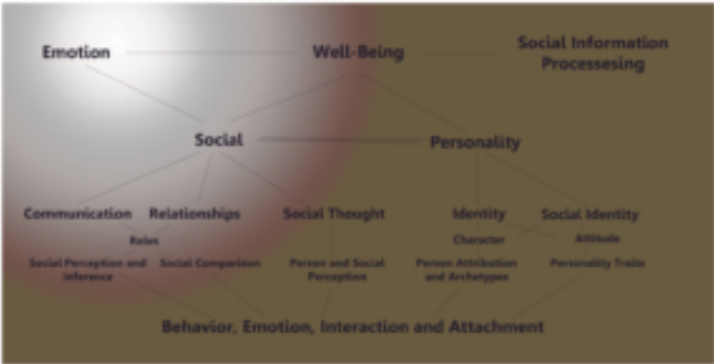 Emotion
Well-Being
Social Information
Processesing
Social
Personality
Communication
Relationships
Social Thought
Identity
Social Identity
Roles
Character
Attitude
Social Perception and
Inference
Social Comparison
Person and Social
Perception
Person Attribution
and Archetypes
Personality Traits
Behavior, Emotion, Interaction and Attachment